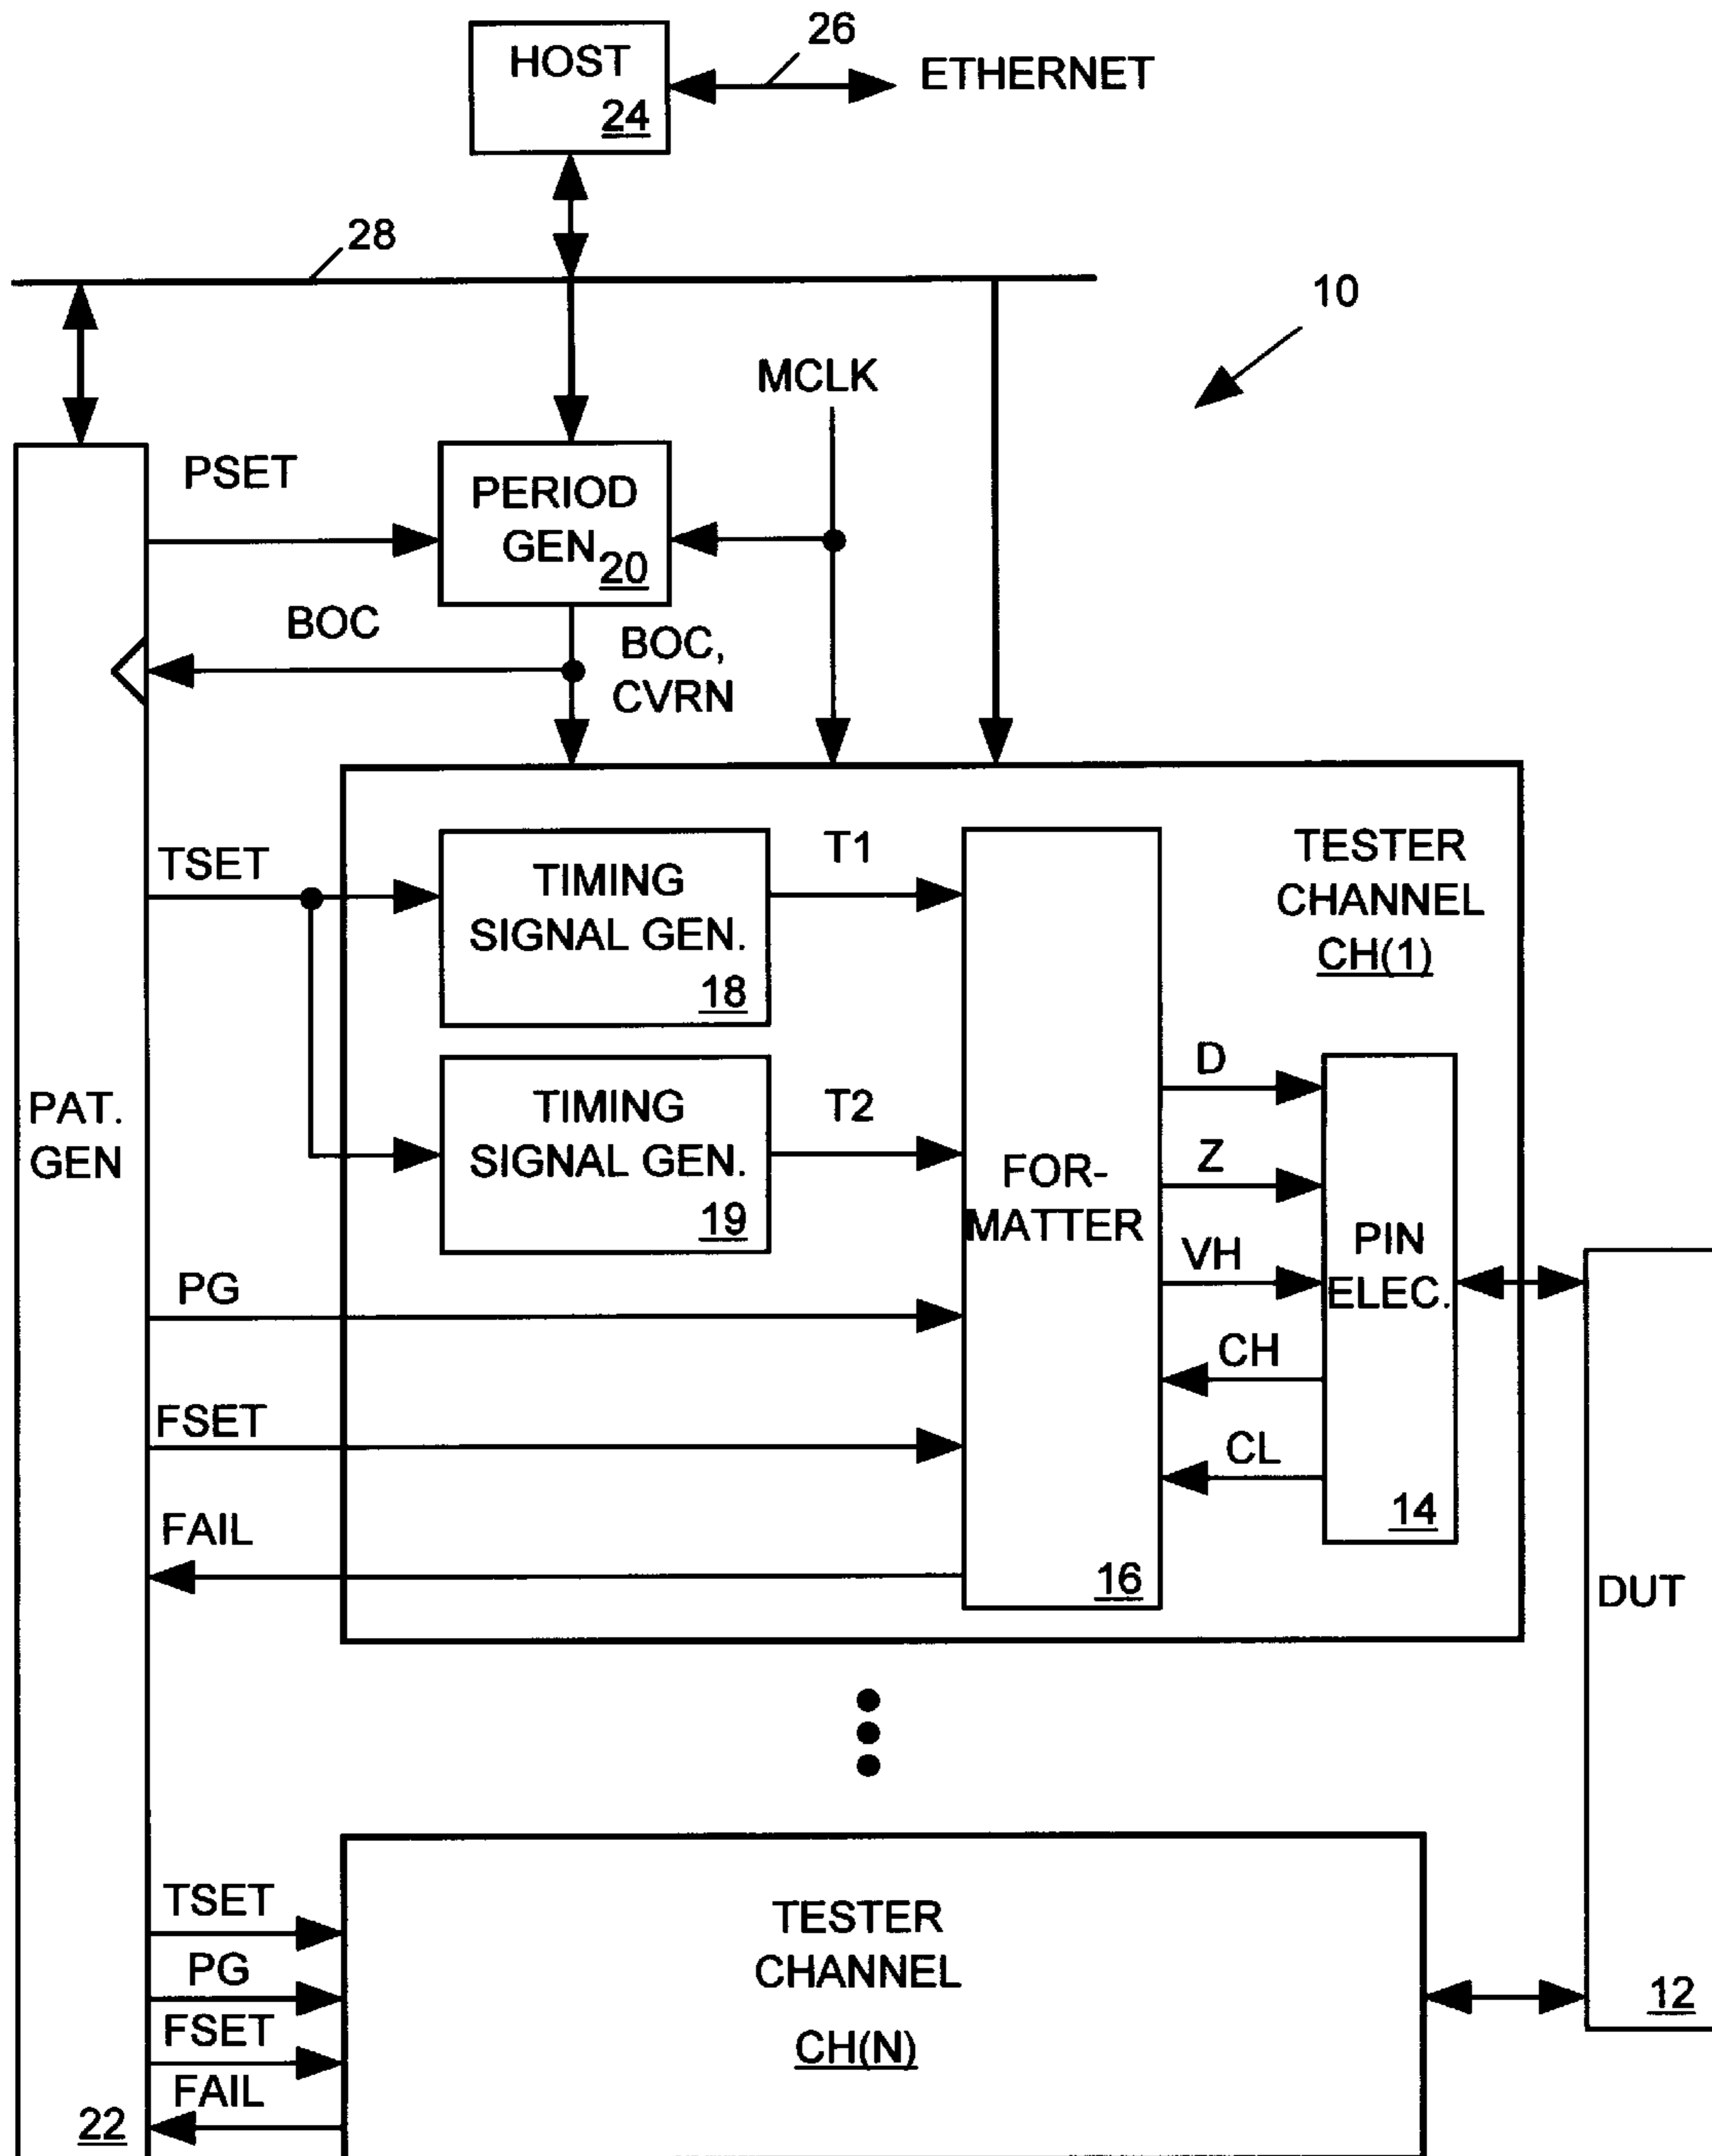 26
HOST
24
ETHERNET
28
10
MCLK
PSET
PERIOD
GEN.
20
BOC
BOC,
CVRN
TSET
TIMING
SIGNAL GEN.
18
T1
TESTER
CHANNEL
CH(1)
TIMING
SIGNAL GEN.
19
T2
PAT.
GEN
FOR-
MATTER
16
D
Z
VH
CH
CL
PIN
ELEC.
14
PG
FSET
FAIL
DUT
12
TSET
PG
FSET
FAIL
22
TESTER
CHANNEL
CH(N)